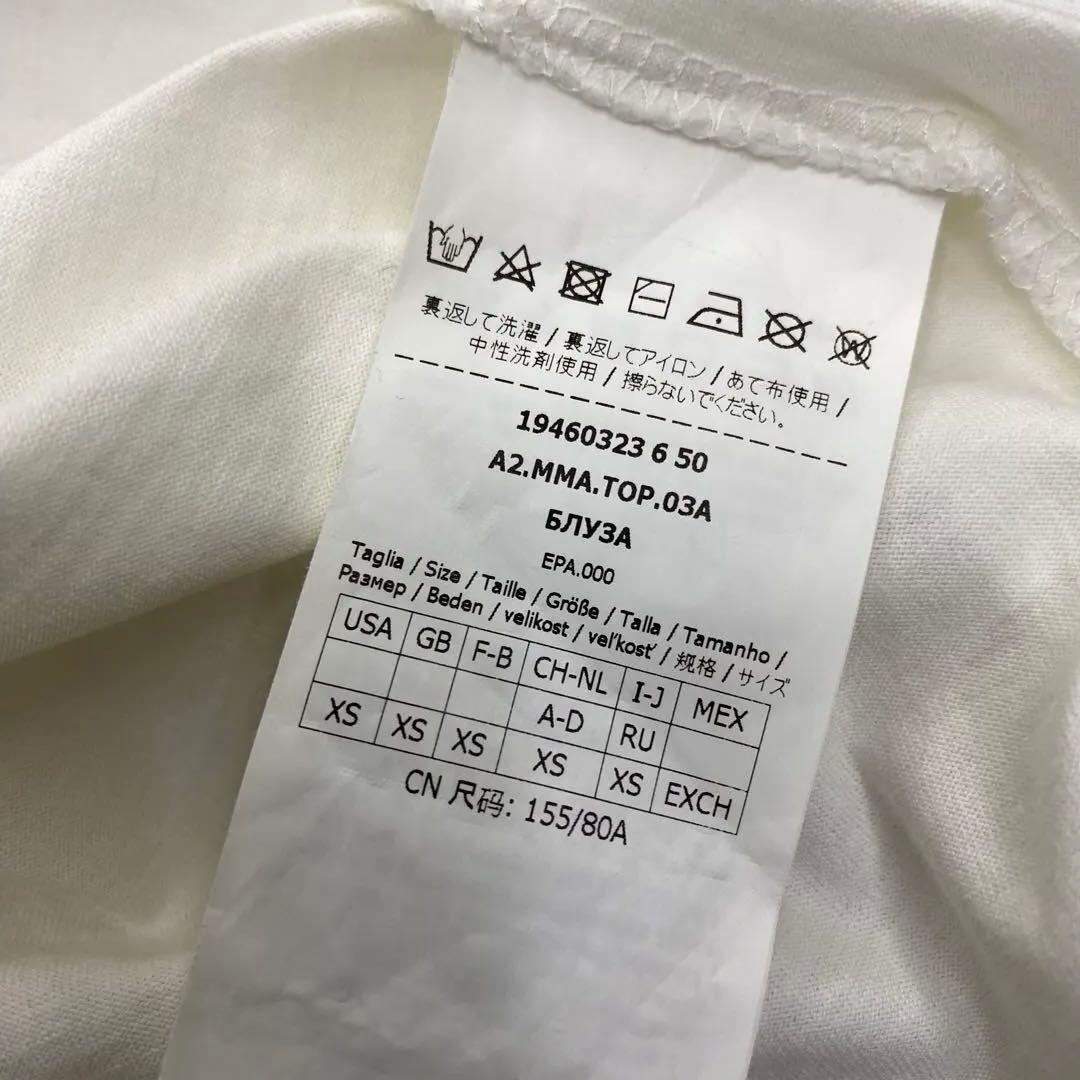 裏返して洗濯 / 裏返してアイロン / あて布使用 /
中性洗剤使用 / 擦らないでください。
19460323 6 50
A2.MMA.TOP.03A
БЛУЗА
EPA.000
Taglia / Size / Taille / Größe / Talla / Tamanho /
Размер / Beden / velikost / veľkosť / 规格 / サイズ
USA GB F-B CH-NL I-J MEX
A-D RU
XS XS XS XS XS EXCH
CN 尺码: 155/80A